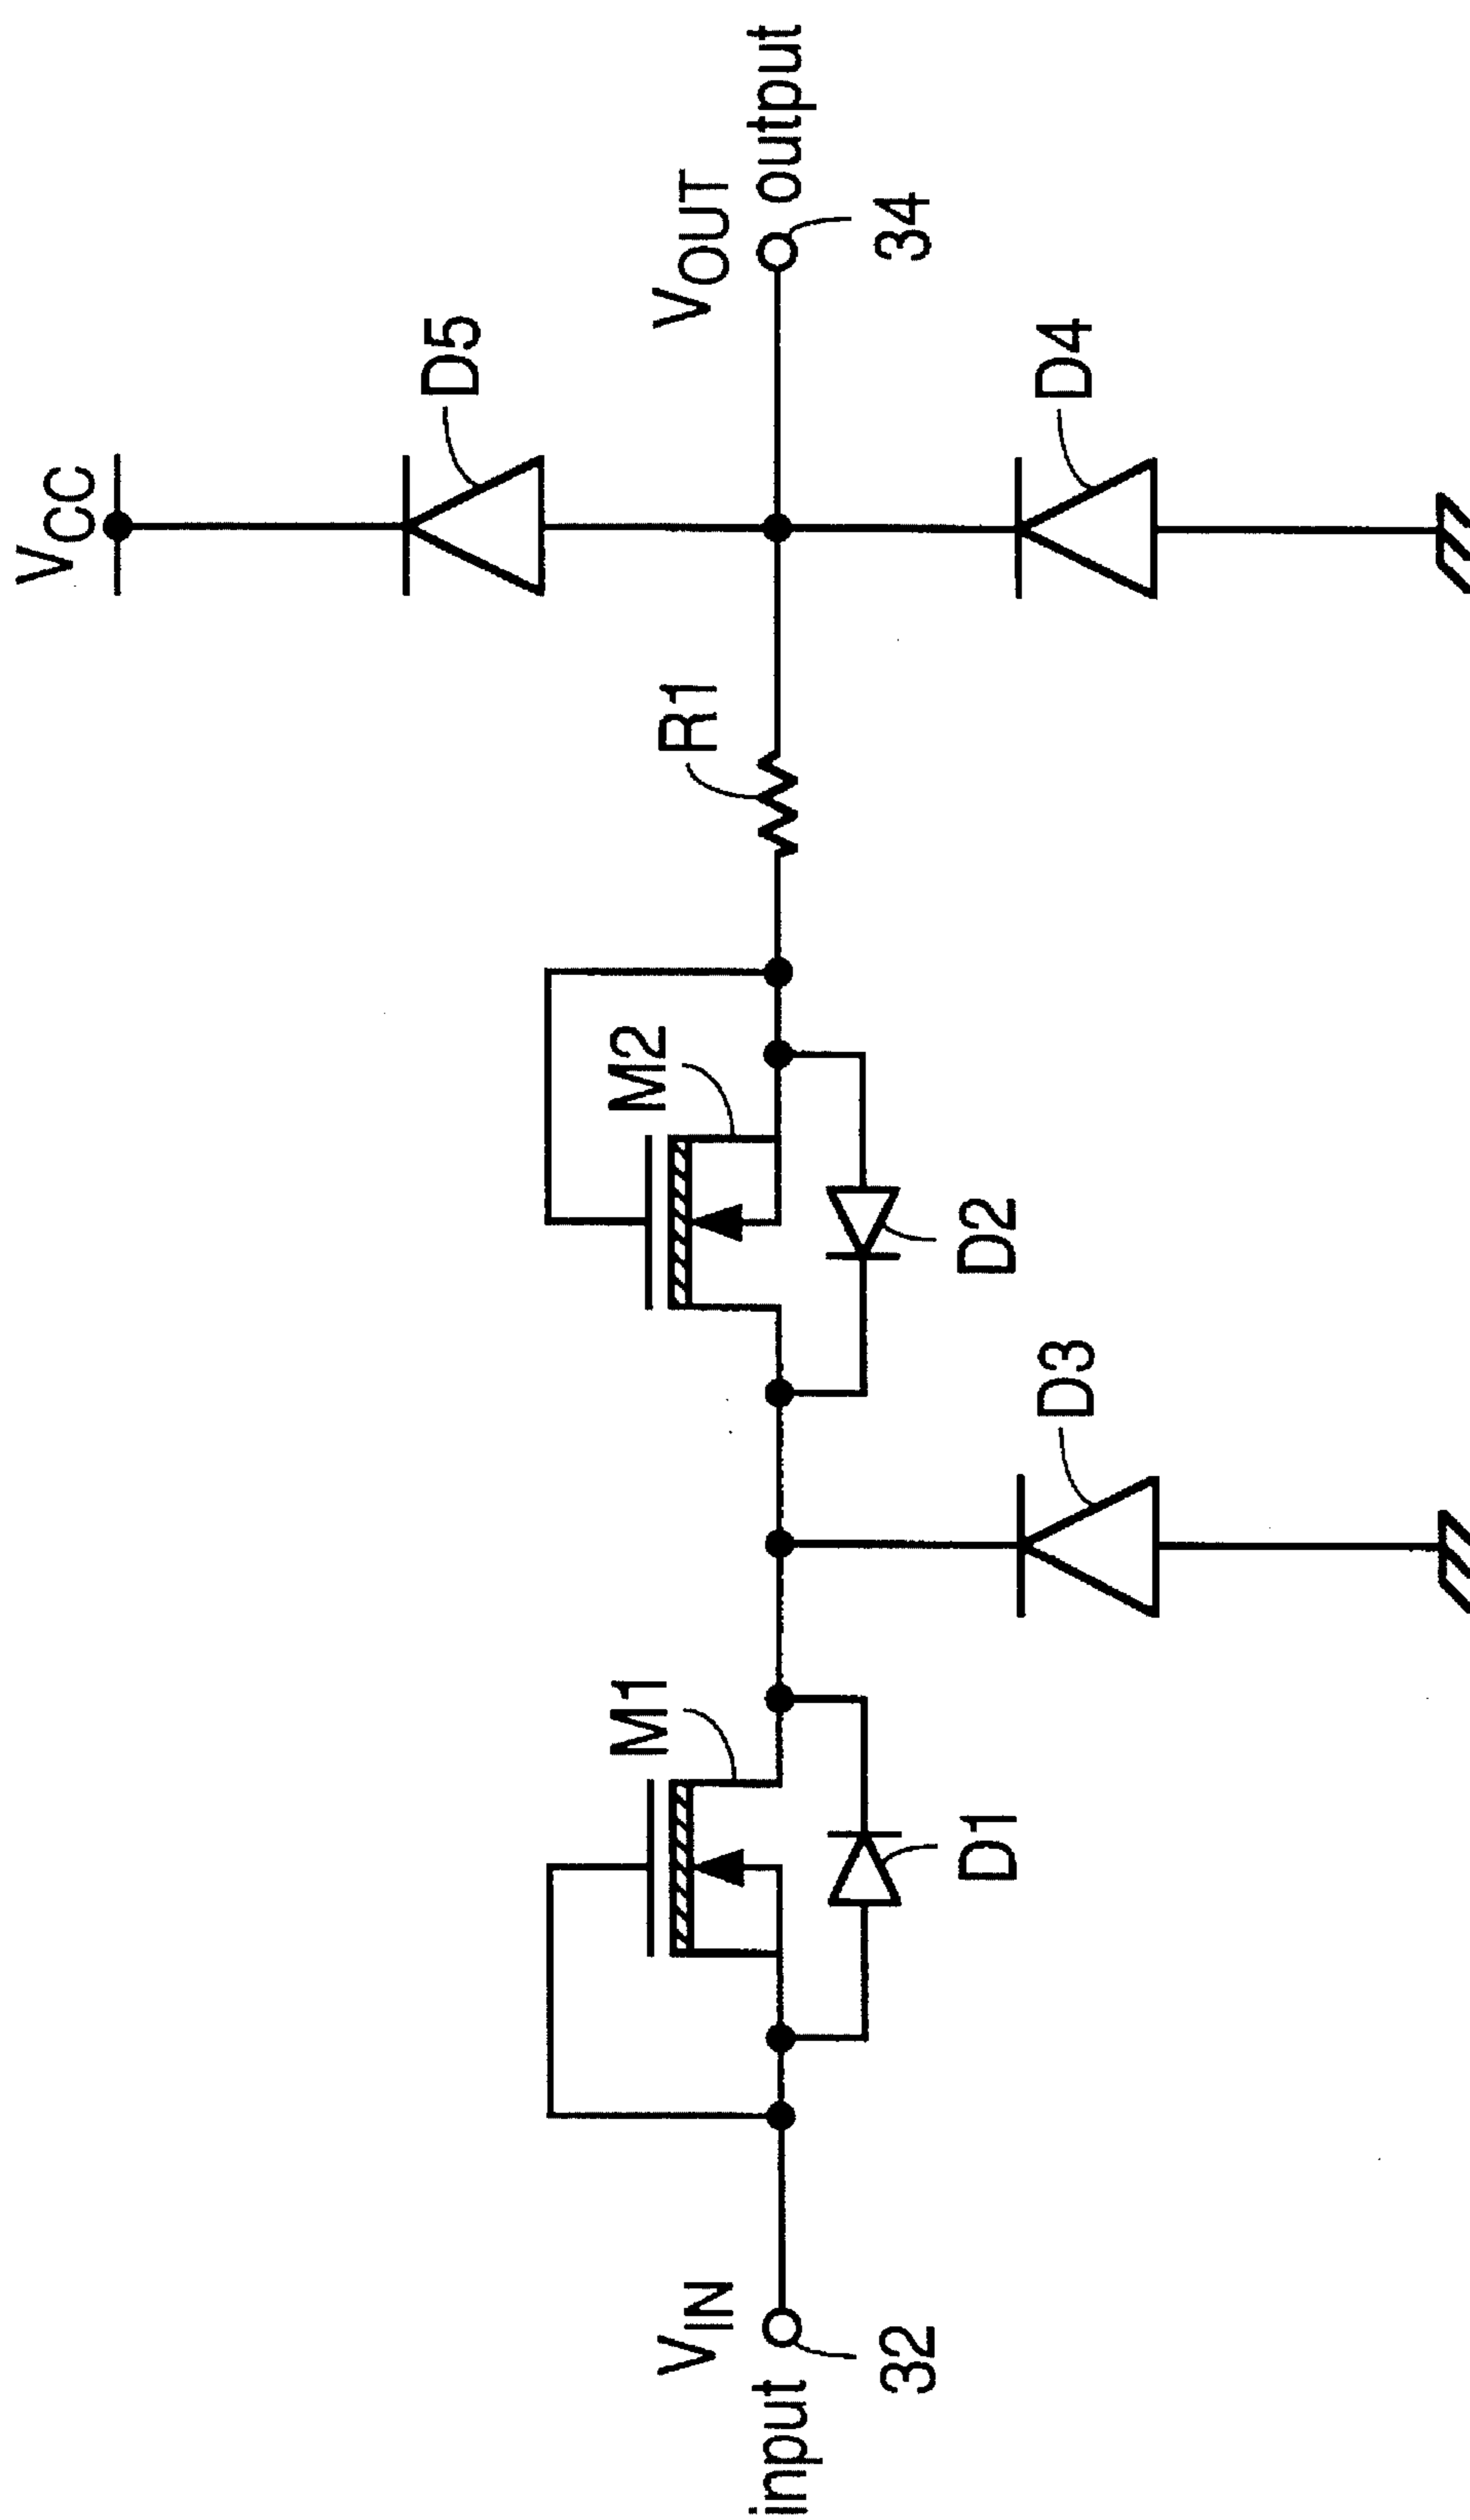 VCC
D5
VOUT
output
34
R1
M2
M1
VIN
input
32
D2
D1
D4
D3